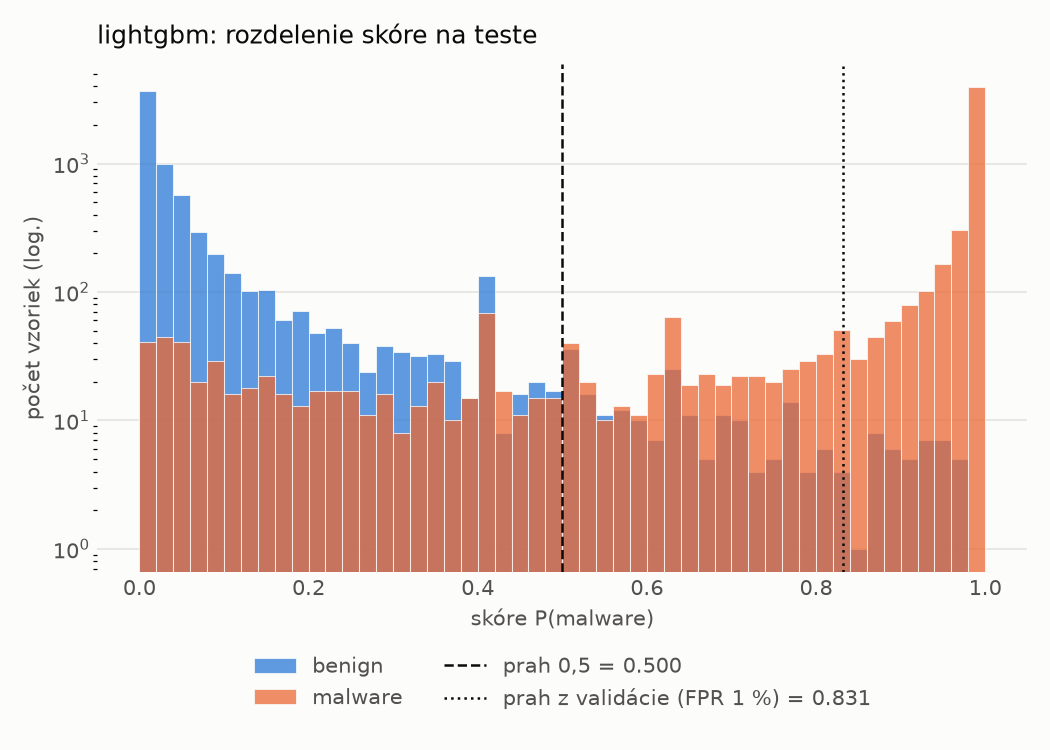 lightgbm: rozdelenie skóre na teste
počet vzoriek (log.)
10³
10²
10¹
10⁰
0.0 0.2 0.4 0.6 0.8 1.0
skóre P(malware)
benign
malware
prah 0,5 = 0.500
prah z validácie (FPR 1 %) = 0.831